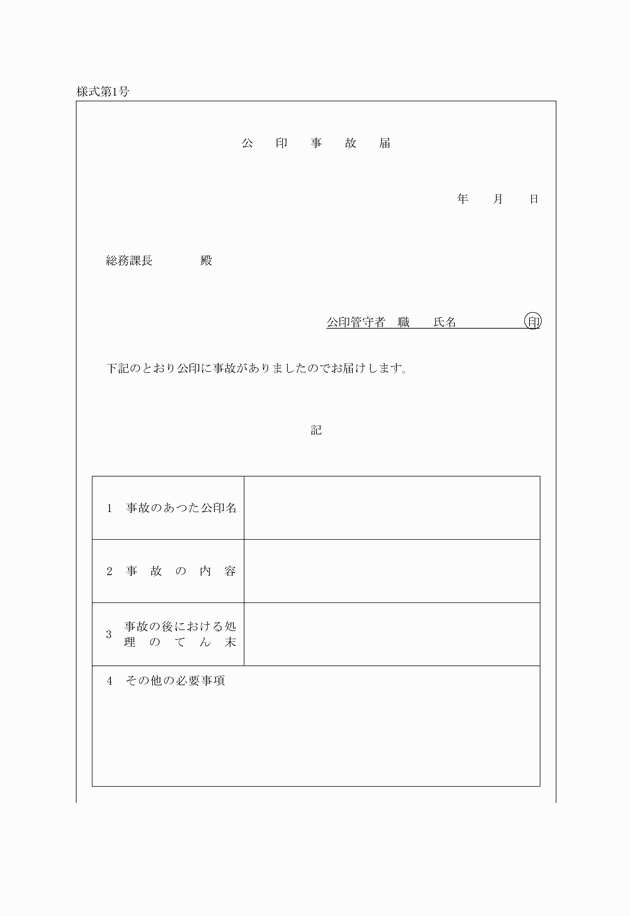 様式第1号
公 印 事 故 届
年 月 日
総務課長 殿
公印管守者 職 氏名 印
下記のとおり公印に事故がありましたのでお届けします。
記
1 事故のあつた公印名
2 事 故 の 内 容
3 事故の後における処
理 の て ん 末
4 その他の必要事項